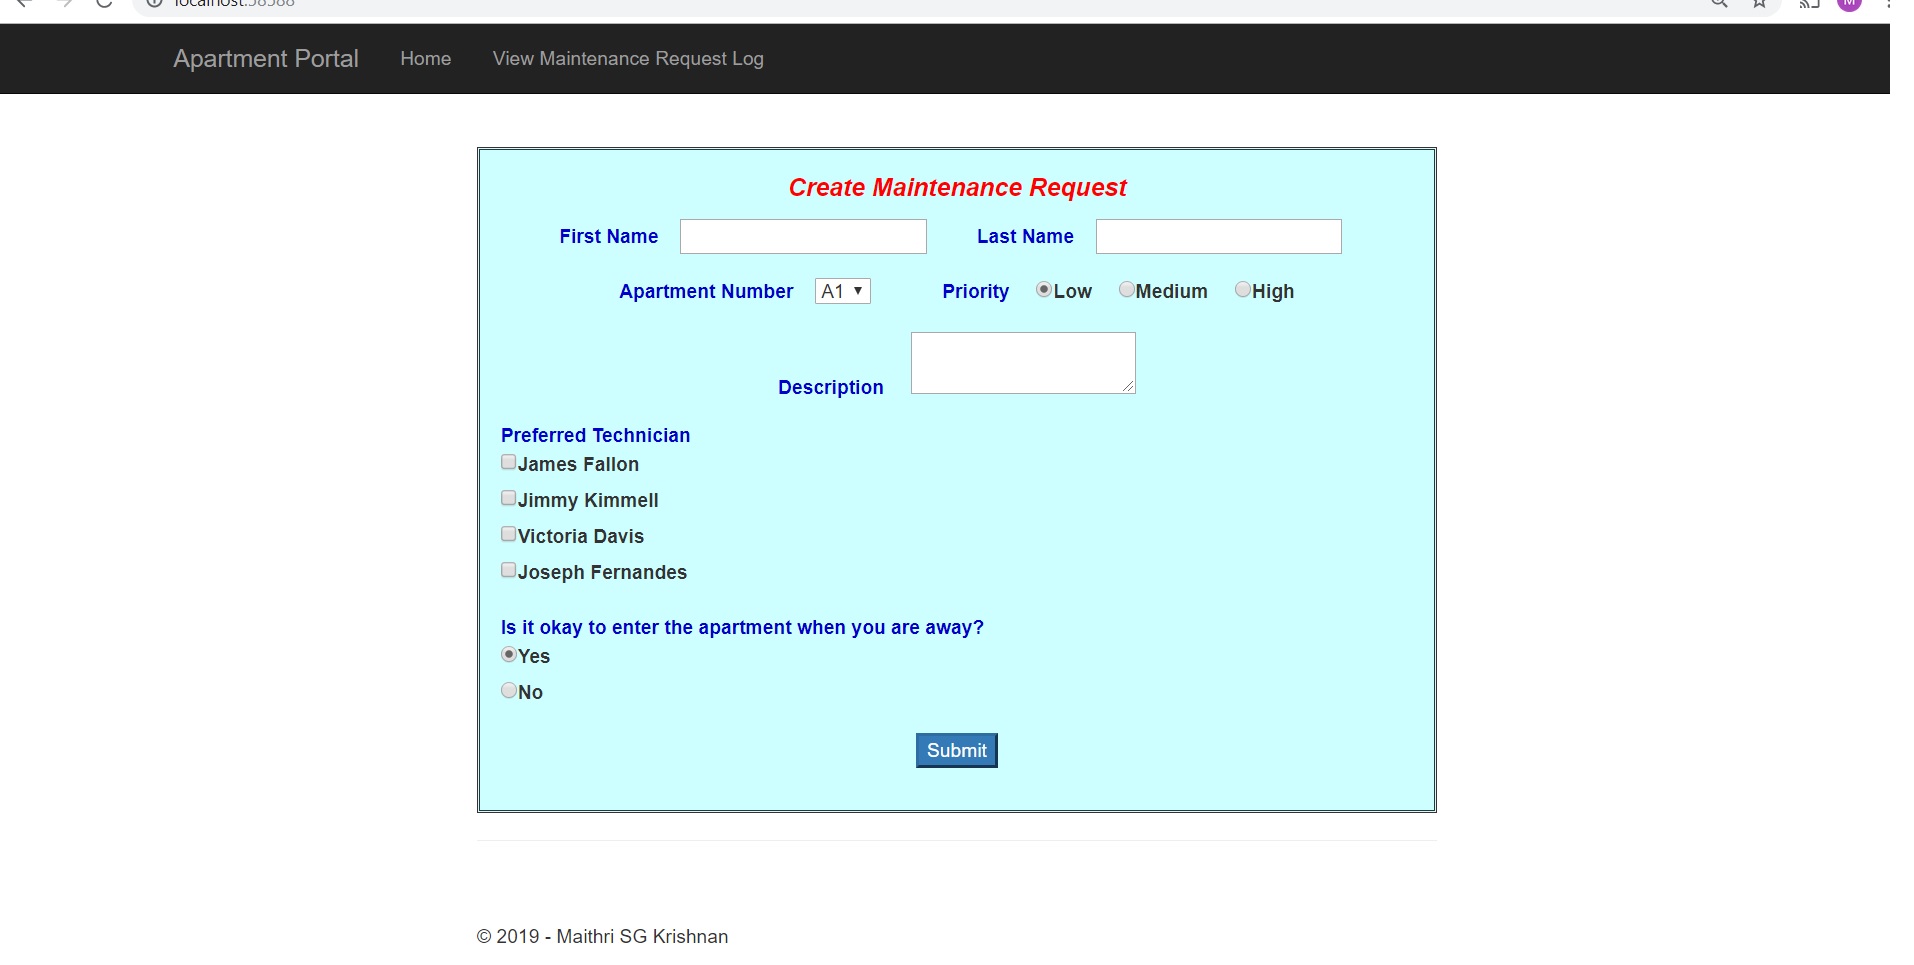 Apartment Portal Home View Maintenance Request Log
Create Maintenance Request
First Name Last Name
Apartment Number A1 Priority Low Medium High
Description
Preferred Technician
James Fallon
Jimmy Kimmell
Victoria Davis
Joseph Fernandes
Is it okay to enter the apartment when you are away?
Yes
No
Submit
© 2019 - Maithri SG Krishnan